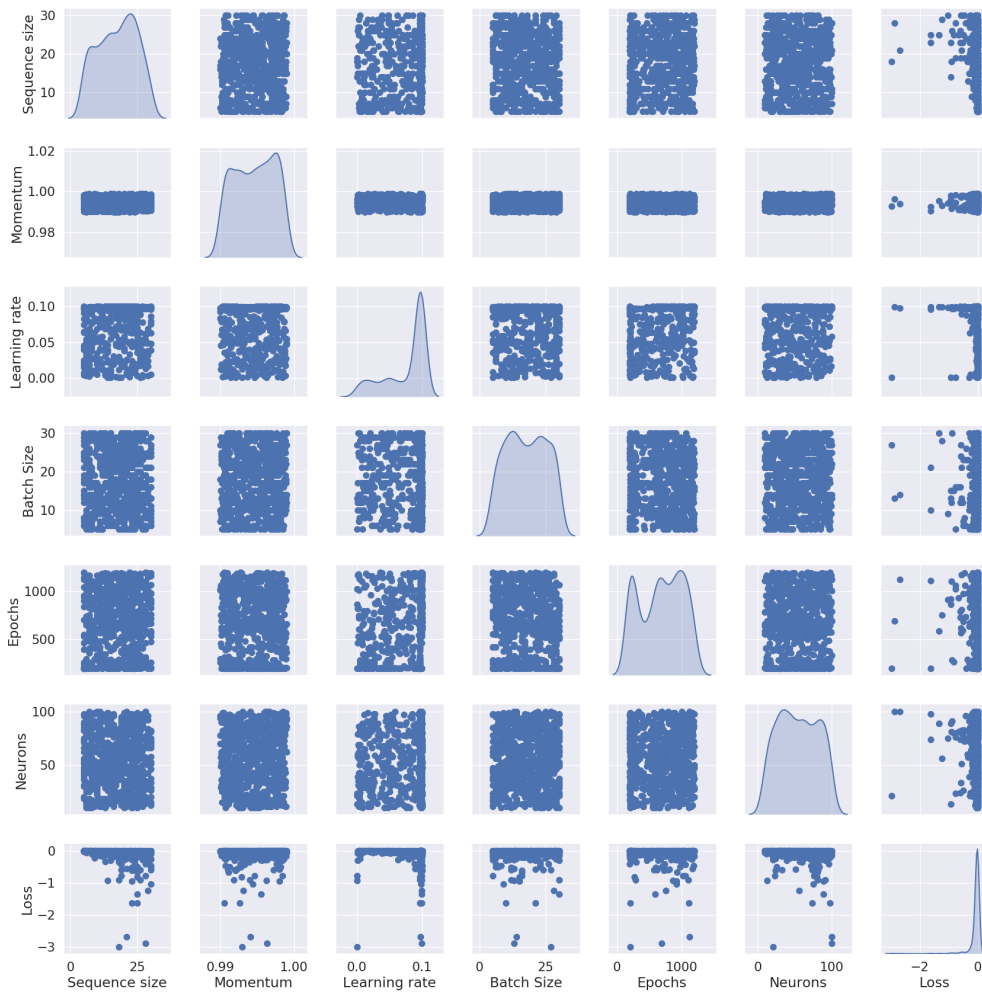 30
20
10
Sequence size
1.02
1.00
0.98
Momentum
0.10
0.05
0.00
Learning rate
30
20
10
Batch Size
1000
500
Epochs
100
50
Neurons
0
−1
−2
−3
Loss
0 25
0.99 1.00
0.0 0.1
0 25
0 1000
0 100
−2 0
Sequence size
Momentum
Learning rate
Batch Size
Epochs
Neurons
Loss